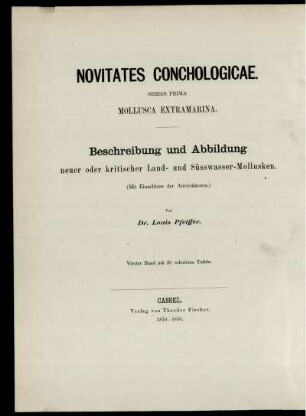 NOVITATES CONCHOLOGICAE.
SERIES PRIMA
MOLLUSCA EXTRAMARINA.
Beschreibung und Abbildung
neuer oder kritischer Land- und Süsswasser-Mollusken.
(Mit Einschluss der Auriculaceen.)
Von
Dr. Louis Pfeiffer.
Vierter Band mit 29 colorirten Tafeln.
CASSEL.
Verlag von Theodor Fischer.
1870-1876.